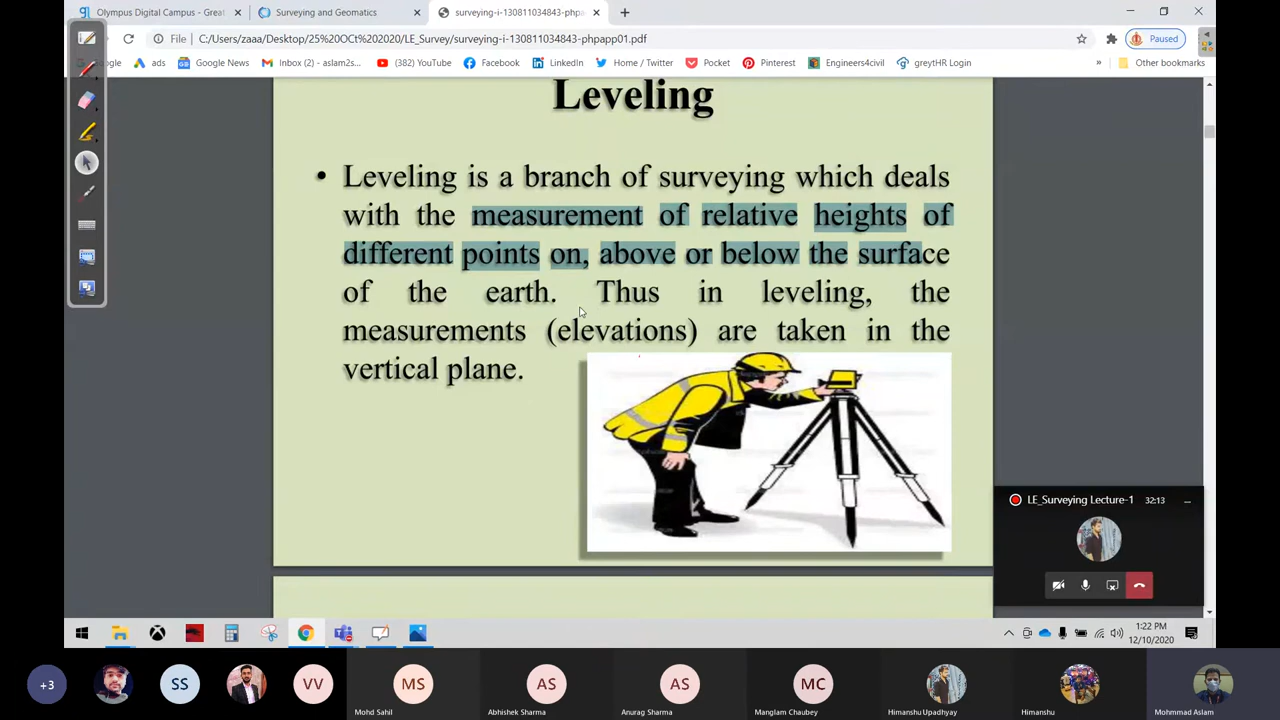 Olympus Digital Campus - Great
Surveying and Geomatics
surveying-i-130811034843-phpa
File
C:/Users/zaaa/Desktop/25%20OCt%202020/LE_Survey/surveying-i-130811034843-phpapp01.pdf
Paused
ads
Google News
Inbox (2) - aslam2s...
(382) YouTube
Facebook
LinkedIn
Home / Twitter
Pocket
Pinterest
Engineers4civil
greytHR Login
»
Other bookmarks
Leveling
• Leveling is a branch of surveying which deals
with the measurement of relative heights of
different points on, above or below the surface
of the earth. Thus in leveling, the
measurements (elevations) are taken in the
vertical plane.
LE_Surveying Lecture-1
32:13
1:22 PM
12/10/2020
+3
SS
VV
MS
AS
AS
MC
Mohd Sahil
Abhishek Sharma
Anurag Sharma
Manglam Chaubey
Himanshu Upadhyay
Himanshu
Mohmmad Aslam